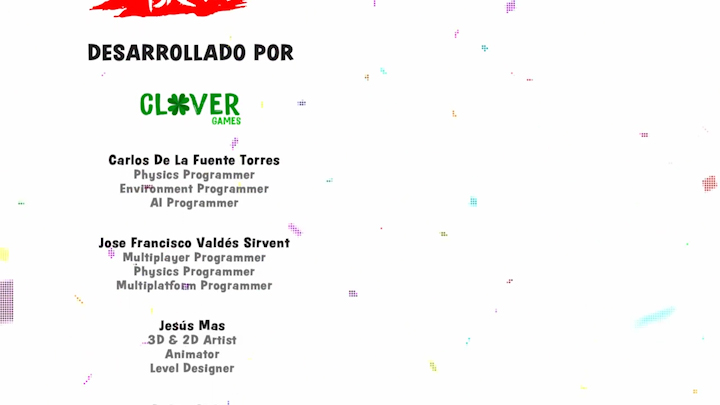 DESARROLLADO POR
CLOVER
GAMES
Carlos De La Fuente Torres
Physics Programmer
Environment Programmer
AI Programmer
Jose Francisco Valdés Sirvent
Multiplayer Programmer
Physics Programmer
Multiplatform Programmer
Jesús Mas
3D & 2D Artist
Animator
Level Designer